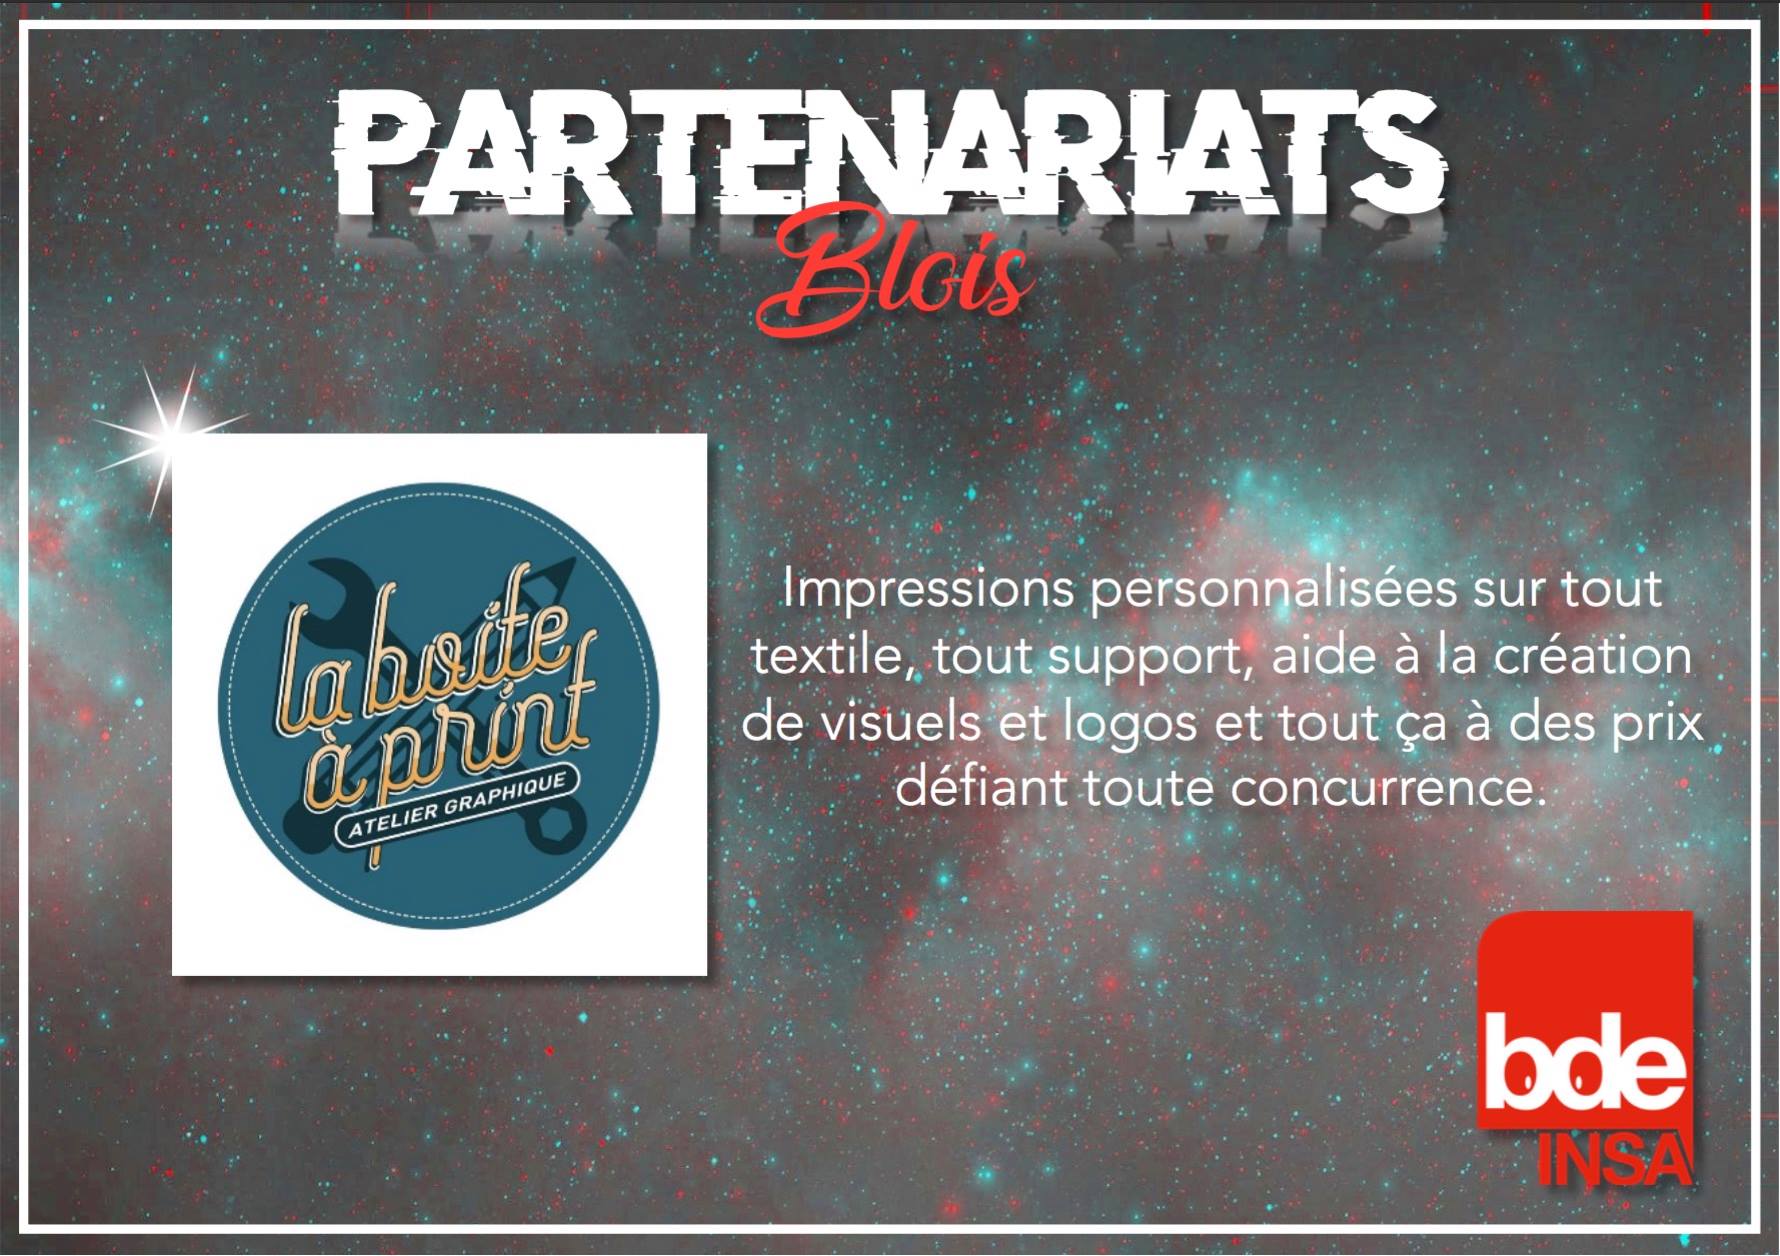 PARTENARIATS
Blois
la boite
à print
ATELIER GRAPHIQUE
Impressions personnalisées sur tout
textile, tout support, aide à la création
de visuels et logos et tout ça à des prix
défiant toute concurrence.
bde
INSA